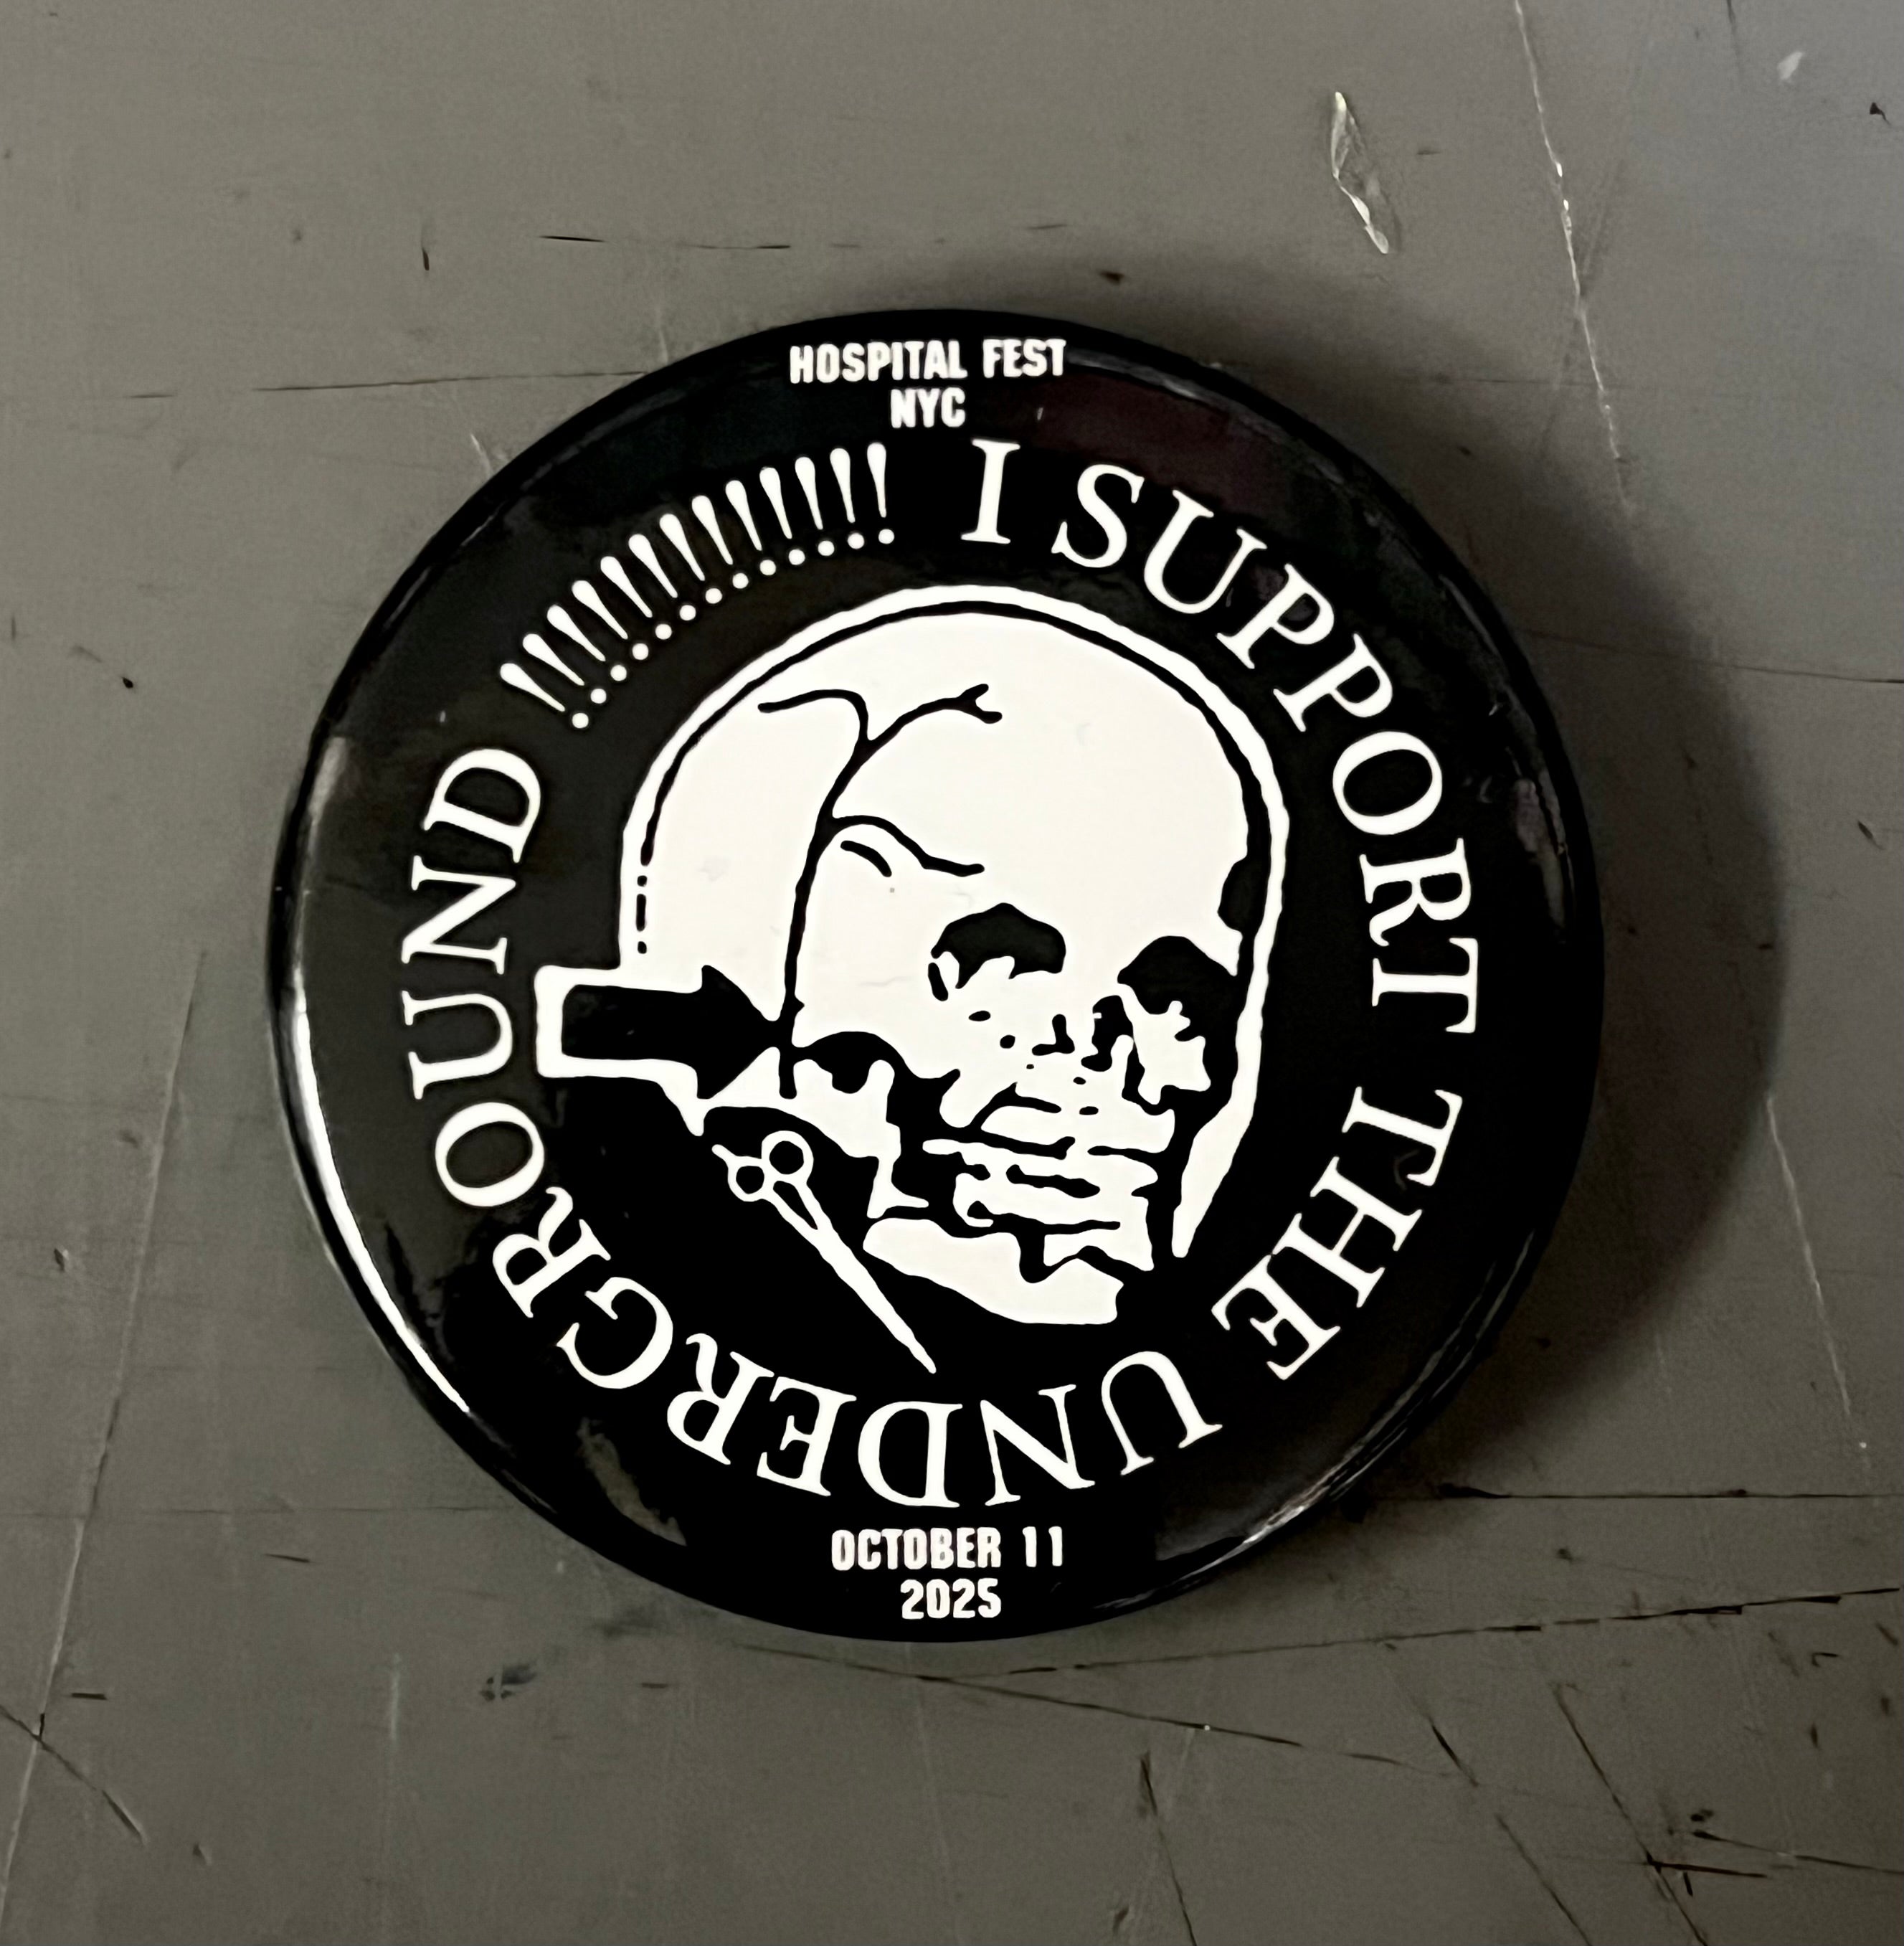 HOSPITAL FEST
NYC
I SUPPORT THE UNDERGROUND !!!!!!!!!!!!!
OCTOBER 11
2025